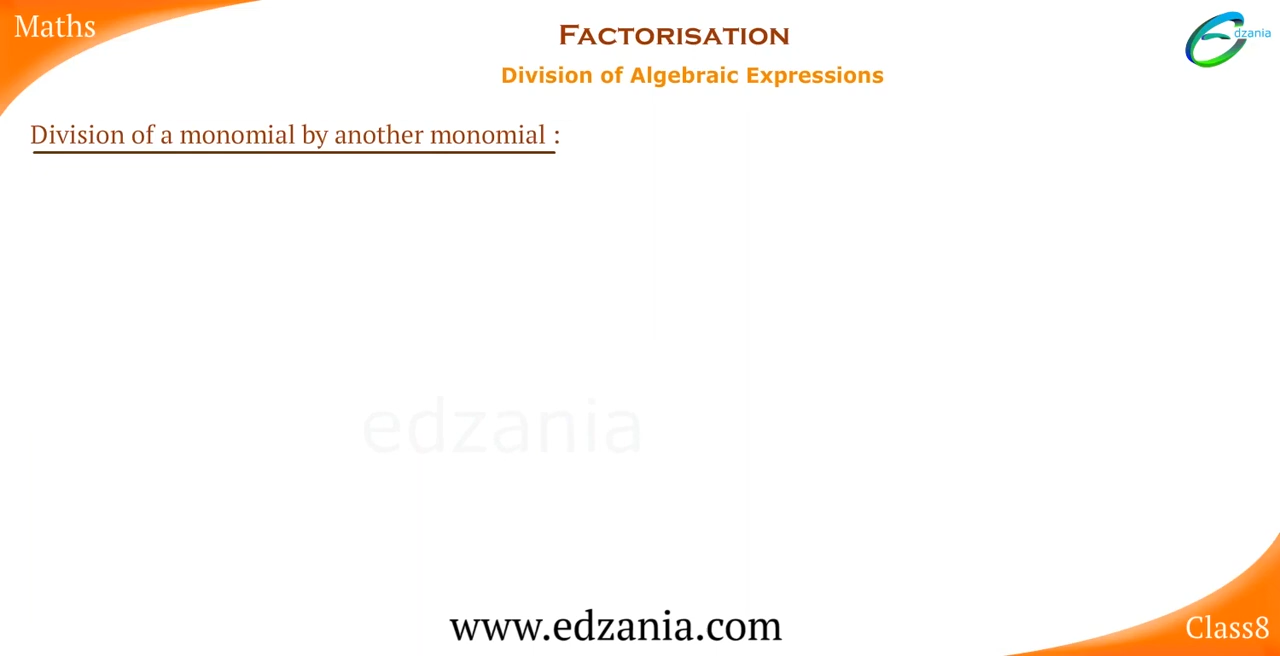 Maths
FACTORISATION
Edzania
Division of Algebraic Expressions
Division of a monomial by another monomial :
edzania
www.edzania.com
Class8